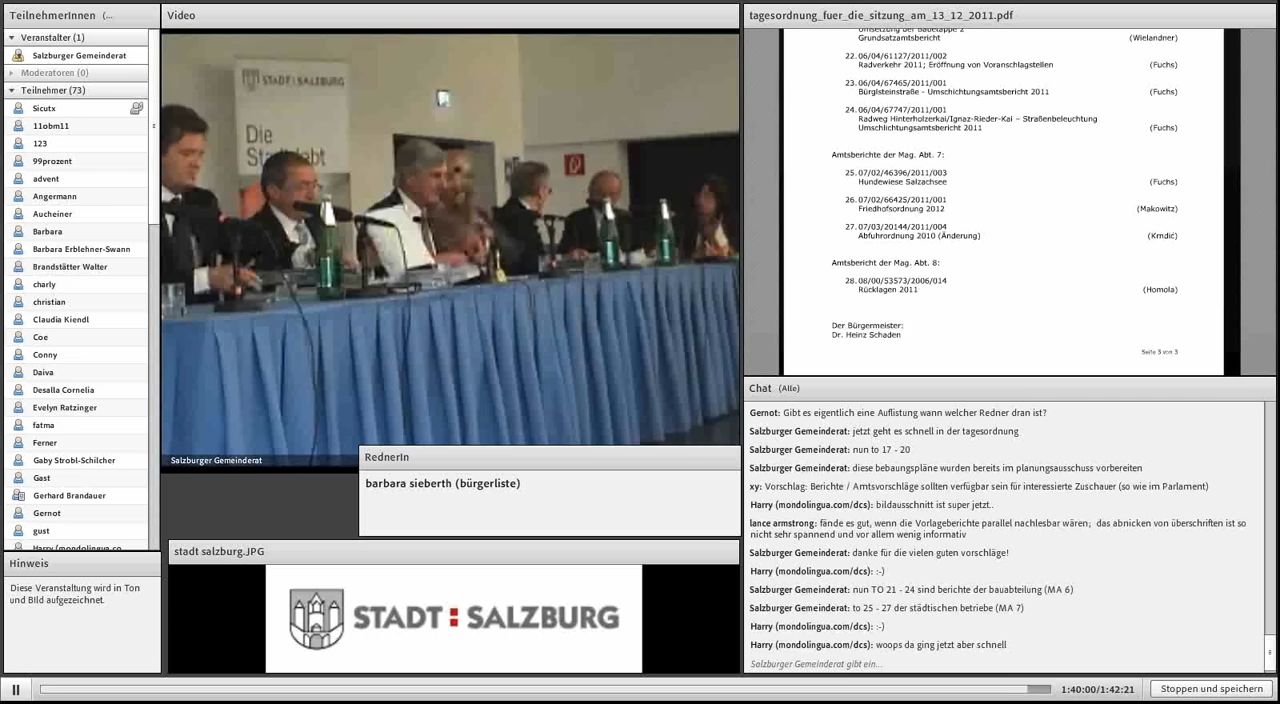 TeilnehmerInnen (...
Veranstalter (1)
Salzburger Gemeinderat
Moderatoren (0)
Teilnehmer (73)
Sicutx
11obm11
123
99prozent
advent
Angermann
Aucheiner
Barbara
Barbara Erblehner-Swann
Brandstätter Walter
charly
christian
Claudia Kiendl
Coe
Conny
Daiva
Desalla Cornelia
Evelyn Ratzinger
fatma
Ferner
Gaby Strobl-Schilcher
Gast
Gerhard Brandauer
Gernot
gust
Harry (mondolingua.co
Hinweis
Diese Veranstaltung wird in Ton
und BIld aufgezeichnet.
Video
STADT : SALZBURG
Die
Salzburger Gemeinderat
RednerIn
barbara sieberth (bürgerliste)
stadt salzburg.JPG
STADT : SALZBURG
tagesordnung_fuer_die_sitzung_am_13_12_2011.pdf
Umsetzung der Bauetappe 2
Grundsatzamtsbericht (Wielandner)
22. 06/04/61127/2011/002
Radverkehr 2011; Eröffnung von Voranschlagstellen (Fuchs)
23. 06/04/67465/2011/001
Bürglsteinstraße - Umschichtungsamtsbericht 2011 (Fuchs)
24. 06/04/67747/2011/001
Radweg Hinterholzerkai/Ignaz-Rieder-Kai – Straßenbeleuchtung
Umschlichtungsamtsbericht 2011 (Fuchs)
Amtsberichte der Mag. Abt. 7:
25. 07/02/46396/2011/003
Hundewiese Salzachsee (Fuchs)
26. 07/02/66425/2011/001
Friedhofsordnung 2012 (Makowitz)
27. 07/03/20144/2011/004
Abfuhrordnung 2010 (Änderung) (Krndić)
Amtsbericht der Mag. Abt. 8:
28. 08/00/53573/2006/014
Rücklagen 2011 (Homola)
Der Bürgermeister:
Dr. Heinz Schaden
Seite 3 von 3
Chat (Alle)
Gernot: Gibt es eigentlich eine Auflistung wann welcher Redner dran ist?
Salzburger Gemeinderat: jetzt geht es schnell in der tagesordnung
Salzburger Gemeinderat: nun to 17 - 20
Salzburger Gemeinderat: diese bebaungspläne wurden bereits im planungsausschuss vorbereiten
xy: Vorschlag: Berichte / Amtsvorschläge sollten verfügbar sein für interessierte Zuschauer (so wie im Parlament)
Harry (mondolingua.com/dcs): bildausschnitt ist super jetzt..
lance armstrong: fände es gut, wenn die Vorlageberichte parallel nachlesbar wären; das abnicken von überschriften ist so
nicht sehr spannend und vor allem wenig informativ
Salzburger Gemeinderat: danke für die vielen guten vorschläge!
Harry (mondolingua.com/dcs): :-)
Salzburger Gemeinderat: nun TO 21 - 24 sind berichte der bauabteilung (MA 6)
Salzburger Gemeinderat: to 25 - 27 der städtischen betriebe (MA 7)
Harry (mondolingua.com/dcs): :-)
Harry (mondolingua.com/dcs): woops da ging jetzt aber schnell
Salzburger Gemeinderat gibt ein...
1:40:00/1:42:21
Stoppen und speichern